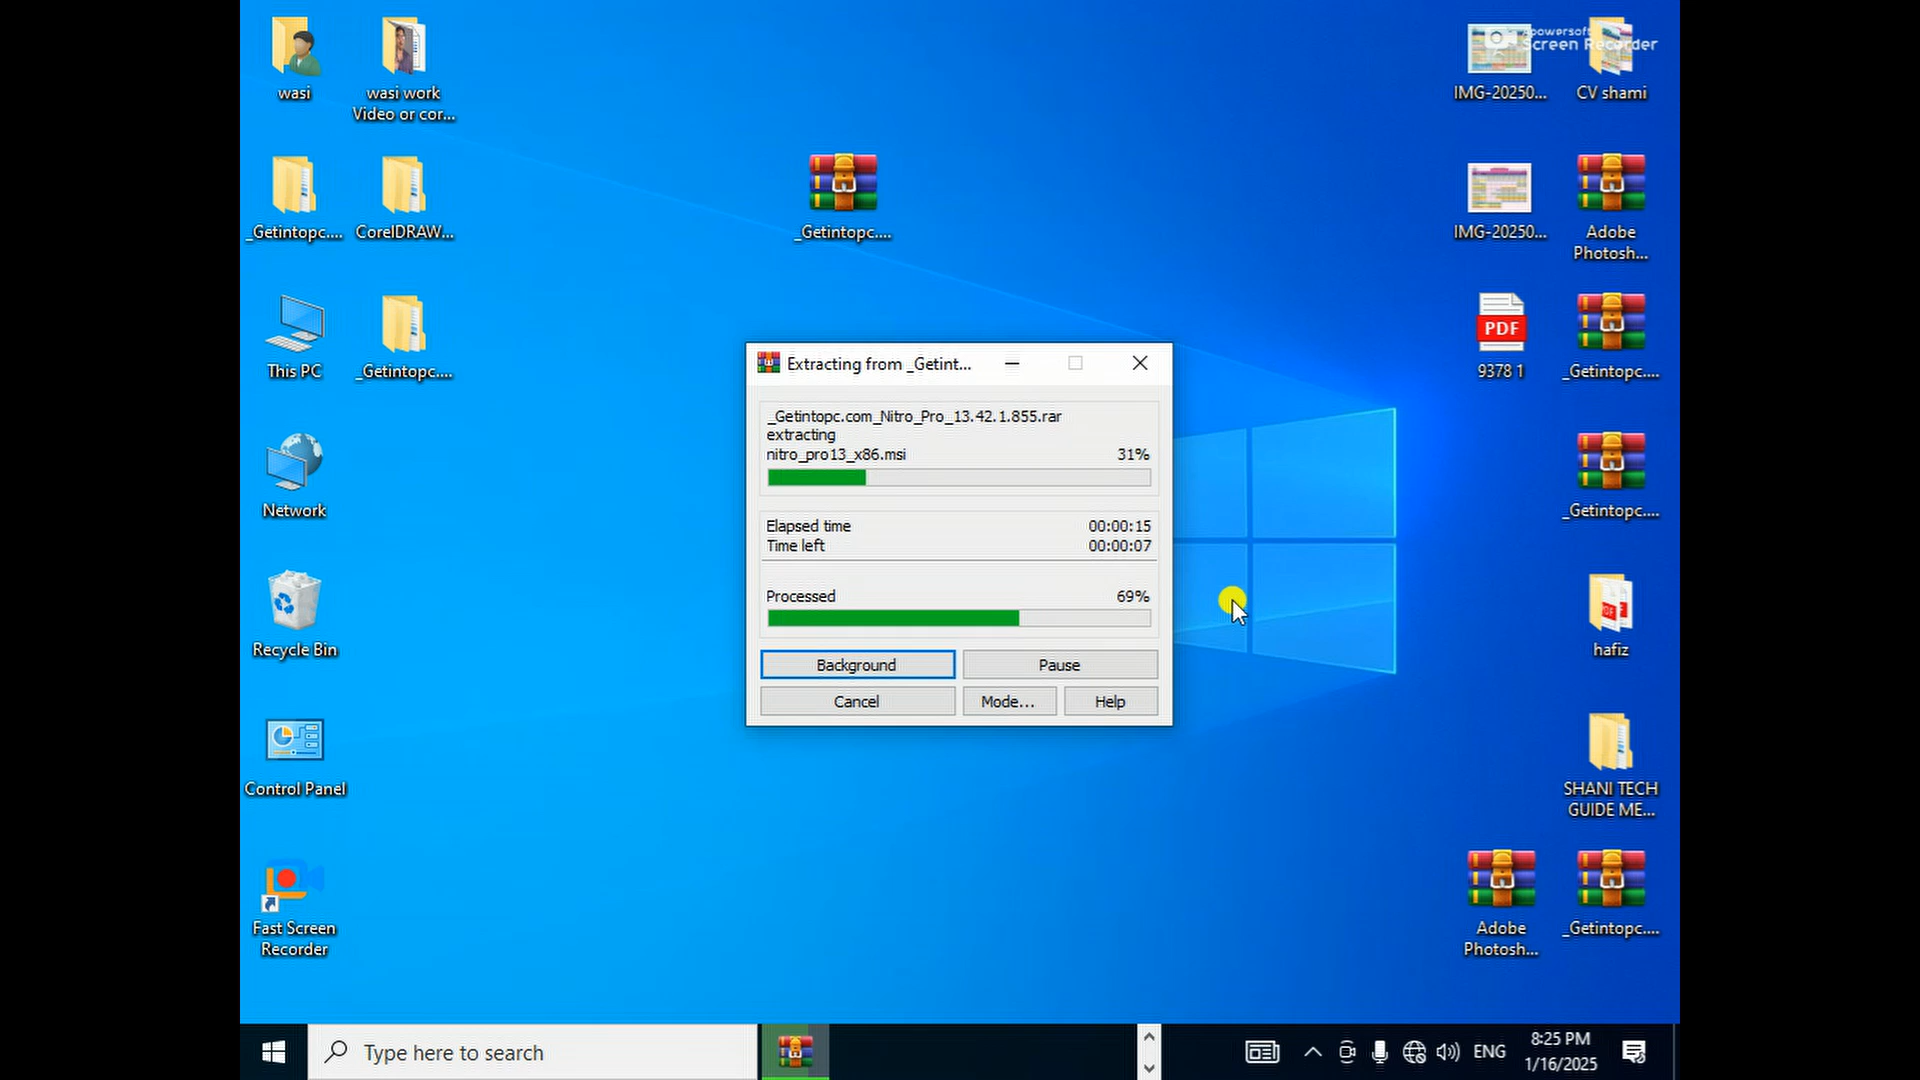 wasi
wasi work
Video or cor...
_Getintopc....
CorelDRAW...
This PC
_Getintopc....
Network
Recycle Bin
Control Panel
Fast Screen
Recorder
_Getintopc....
Extracting from _Getint...
_Getintopc.com_Nitro_Pro_13.42.1.855.rar
extracting
nitro_pro13_x86.msi 31%
Elapsed time 00:00:15
Time left 00:00:07
Processed 69%
Background Pause
Cancel Mode... Help
Apowersoft
Screen Recorder
IMG-20250...
CV shami
IMG-20250...
Adobe
Photosh...
PDF
9378 1
_Getintopc....
_Getintopc....
PDF
hafiz
SHANI TECH
GUIDE ME...
Adobe
Photosh...
_Getintopc....
Type here to search
ENG
8:25 PM
1/16/2025